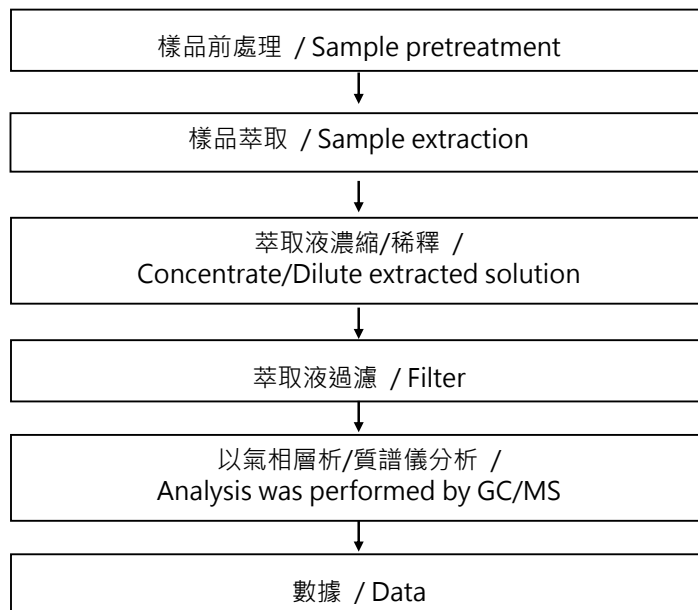 樣品前處理 / Sample pretreatment
樣品萃取 / Sample extraction
萃取液濃縮/稀釋 /
Concentrate/Dilute extracted solution
萃取液過濾 / Filter
以氣相層析/質譜儀分析 /
Analysis was performed by GC/MS
數據 / Data